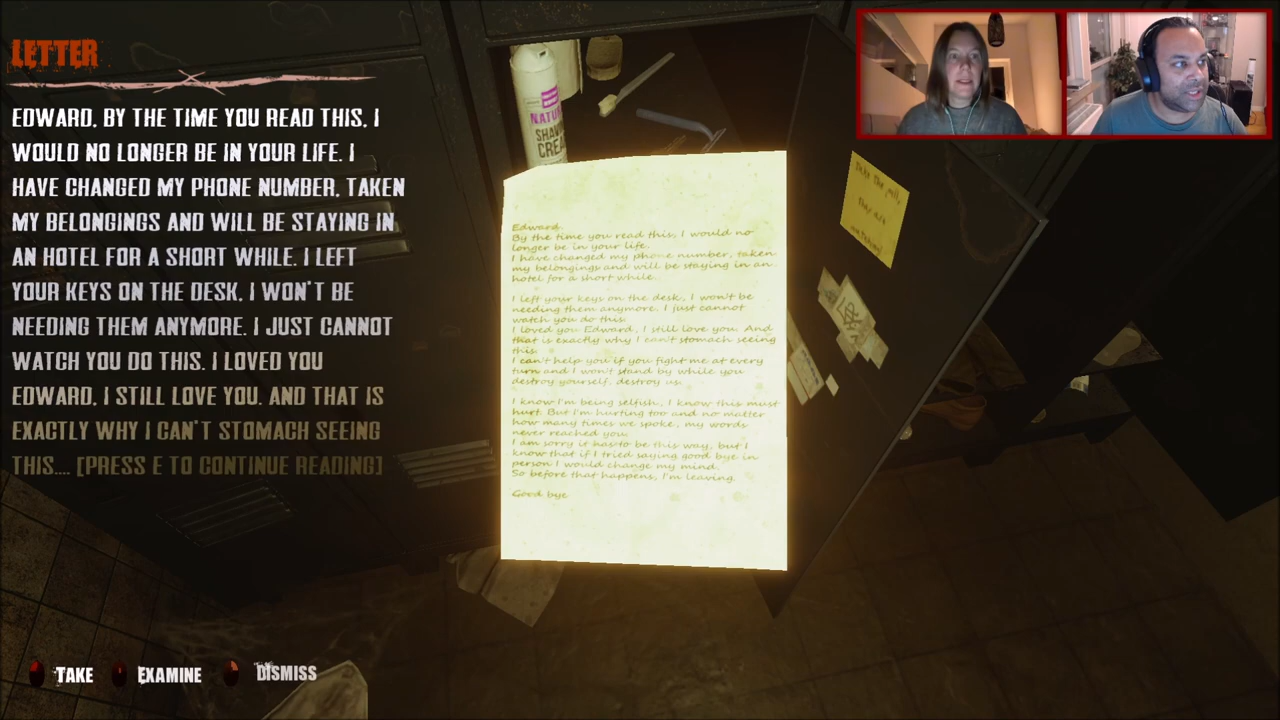 LETTER
EDWARD, BY THE TIME YOU READ THIS, I
WOULD NO LONGER BE IN YOUR LIFE. I
HAVE CHANGED MY PHONE NUMBER, TAKEN
MY BELONGINGS AND WILL BE STAYING IN
AN HOTEL FOR A SHORT WHILE. I LEFT
YOUR KEYS ON THE DESK, I WON'T BE
NEEDING THEM ANYMORE. I JUST CANNOT
WATCH YOU DO THIS. I LOVED YOU
EDWARD, I STILL LOVE YOU. AND THAT IS
EXACTLY WHY I CAN'T STOMACH SEEING
THIS.... [PRESS E TO CONTINUE READING]
NATU
SHAV
CREA
Edward,
By the time you read this, I would no
longer be in your life.
I have changed my phone number, taken
my belongings and will be staying in an
hotel for a short while.
I left your keys on the desk, I won't be
needing them anymore. I just cannot
watch you do this.
I loved you Edward, I still love you. And
that is exactly why I can't stomach seeing
this.
I can't help you if you fight me at every
turn and I won't stand by while you
destroy yourself, destroy us.
I know I'm being selfish, I know this must
hurt. But I'm hurting too and no matter
how many times we spoke, my words
never reached you.
I am sorry it has to be this way, but I
know that if I tried saying good bye in
person I would change my mind.
So before that happens, I'm leaving.
Good bye
Take the pill,
they are
watching!
TAKE
EXAMINE
DISMISS